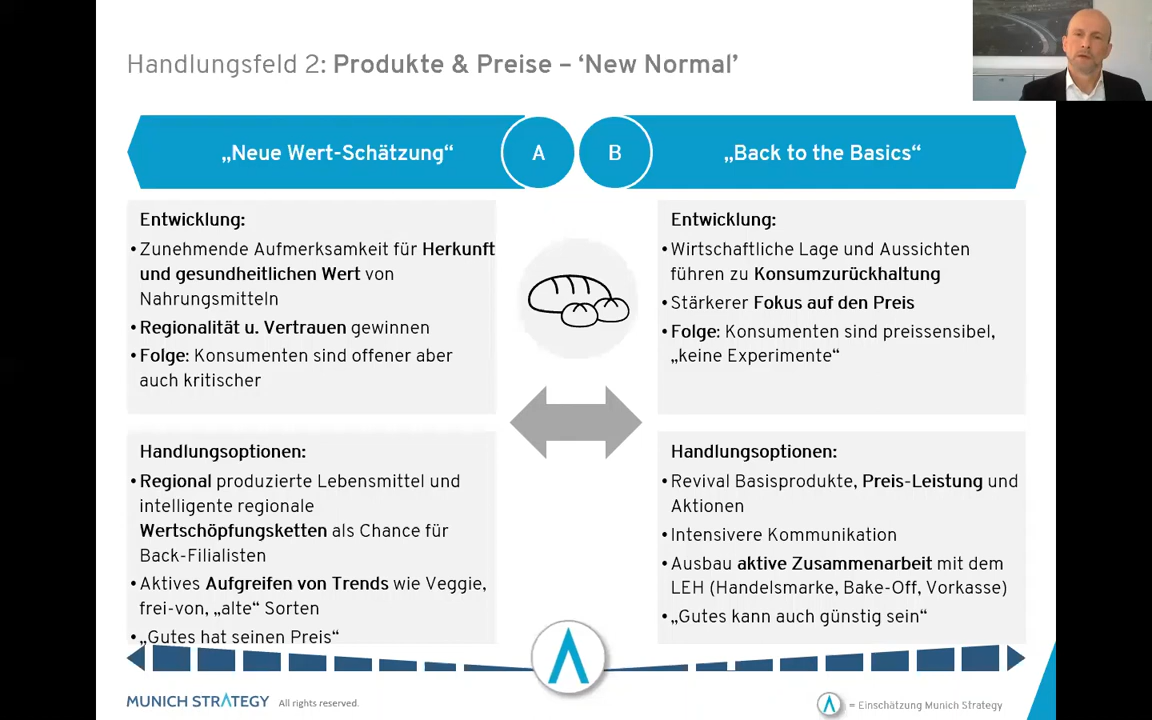 Handlungsfeld 2: Produkte & Preise – ‘New Normal’
„Neue Wert-Schätzung“
A
B
„Back to the Basics“
Entwicklung:
• Zunehmende Aufmerksamkeit für Herkunft
und gesundheitlichen Wert von
Nahrungsmitteln
• Regionalität u. Vertrauen gewinnen
• Folge: Konsumenten sind offener aber
auch kritischer
Entwicklung:
• Wirtschaftliche Lage und Aussichten
führen zu Konsumzurückhaltung
• Stärkerer Fokus auf den Preis
• Folge: Konsumenten sind preissensibel,
„keine Experimente“
Handlungsoptionen:
• Regional produzierte Lebensmittel und
intelligente regionale
Wertschöpfungsketten als Chance für
Back-Filialisten
• Aktives Aufgreifen von Trends wie Veggie,
frei-von, „alte“ Sorten
• „Gutes hat seinen Preis“
Handlungsoptionen:
• Revival Basisprodukte, Preis-Leistung und
Aktionen
• Intensivere Kommunikation
• Ausbau aktive Zusammenarbeit mit dem
LEH (Handelsmarke, Bake-Off, Vorkasse)
• „Gutes kann auch günstig sein“
MUNICH STRATEGY All rights reserved.
= Einschätzung Munich Strategy